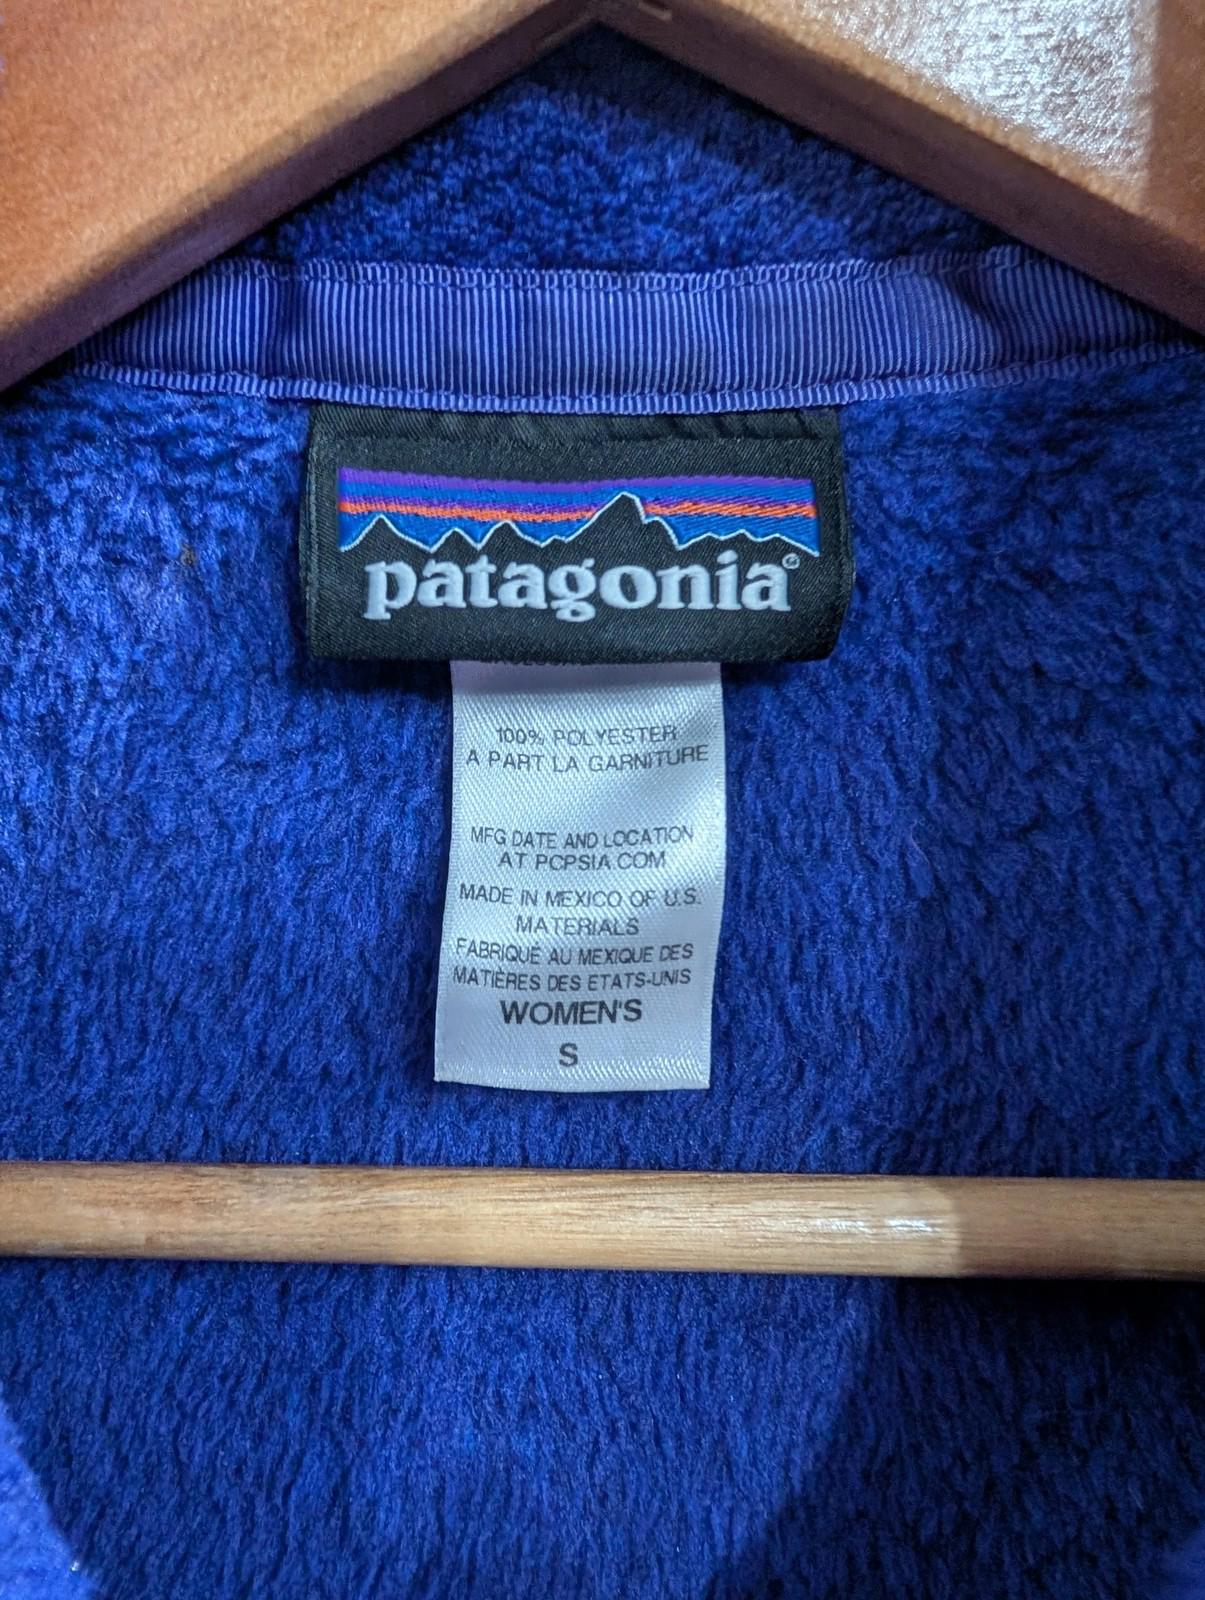 patagonia®
100% POLYESTER
A PART LA GARNITURE
MFG DATE AND LOCATION
AT PCPSIA.COM
MADE IN MEXICO OF U.S.
MATERIALS
FABRIQUÉ AU MEXIQUE DES
MATIÈRES DES ETATS-UNIS
WOMEN'S
S